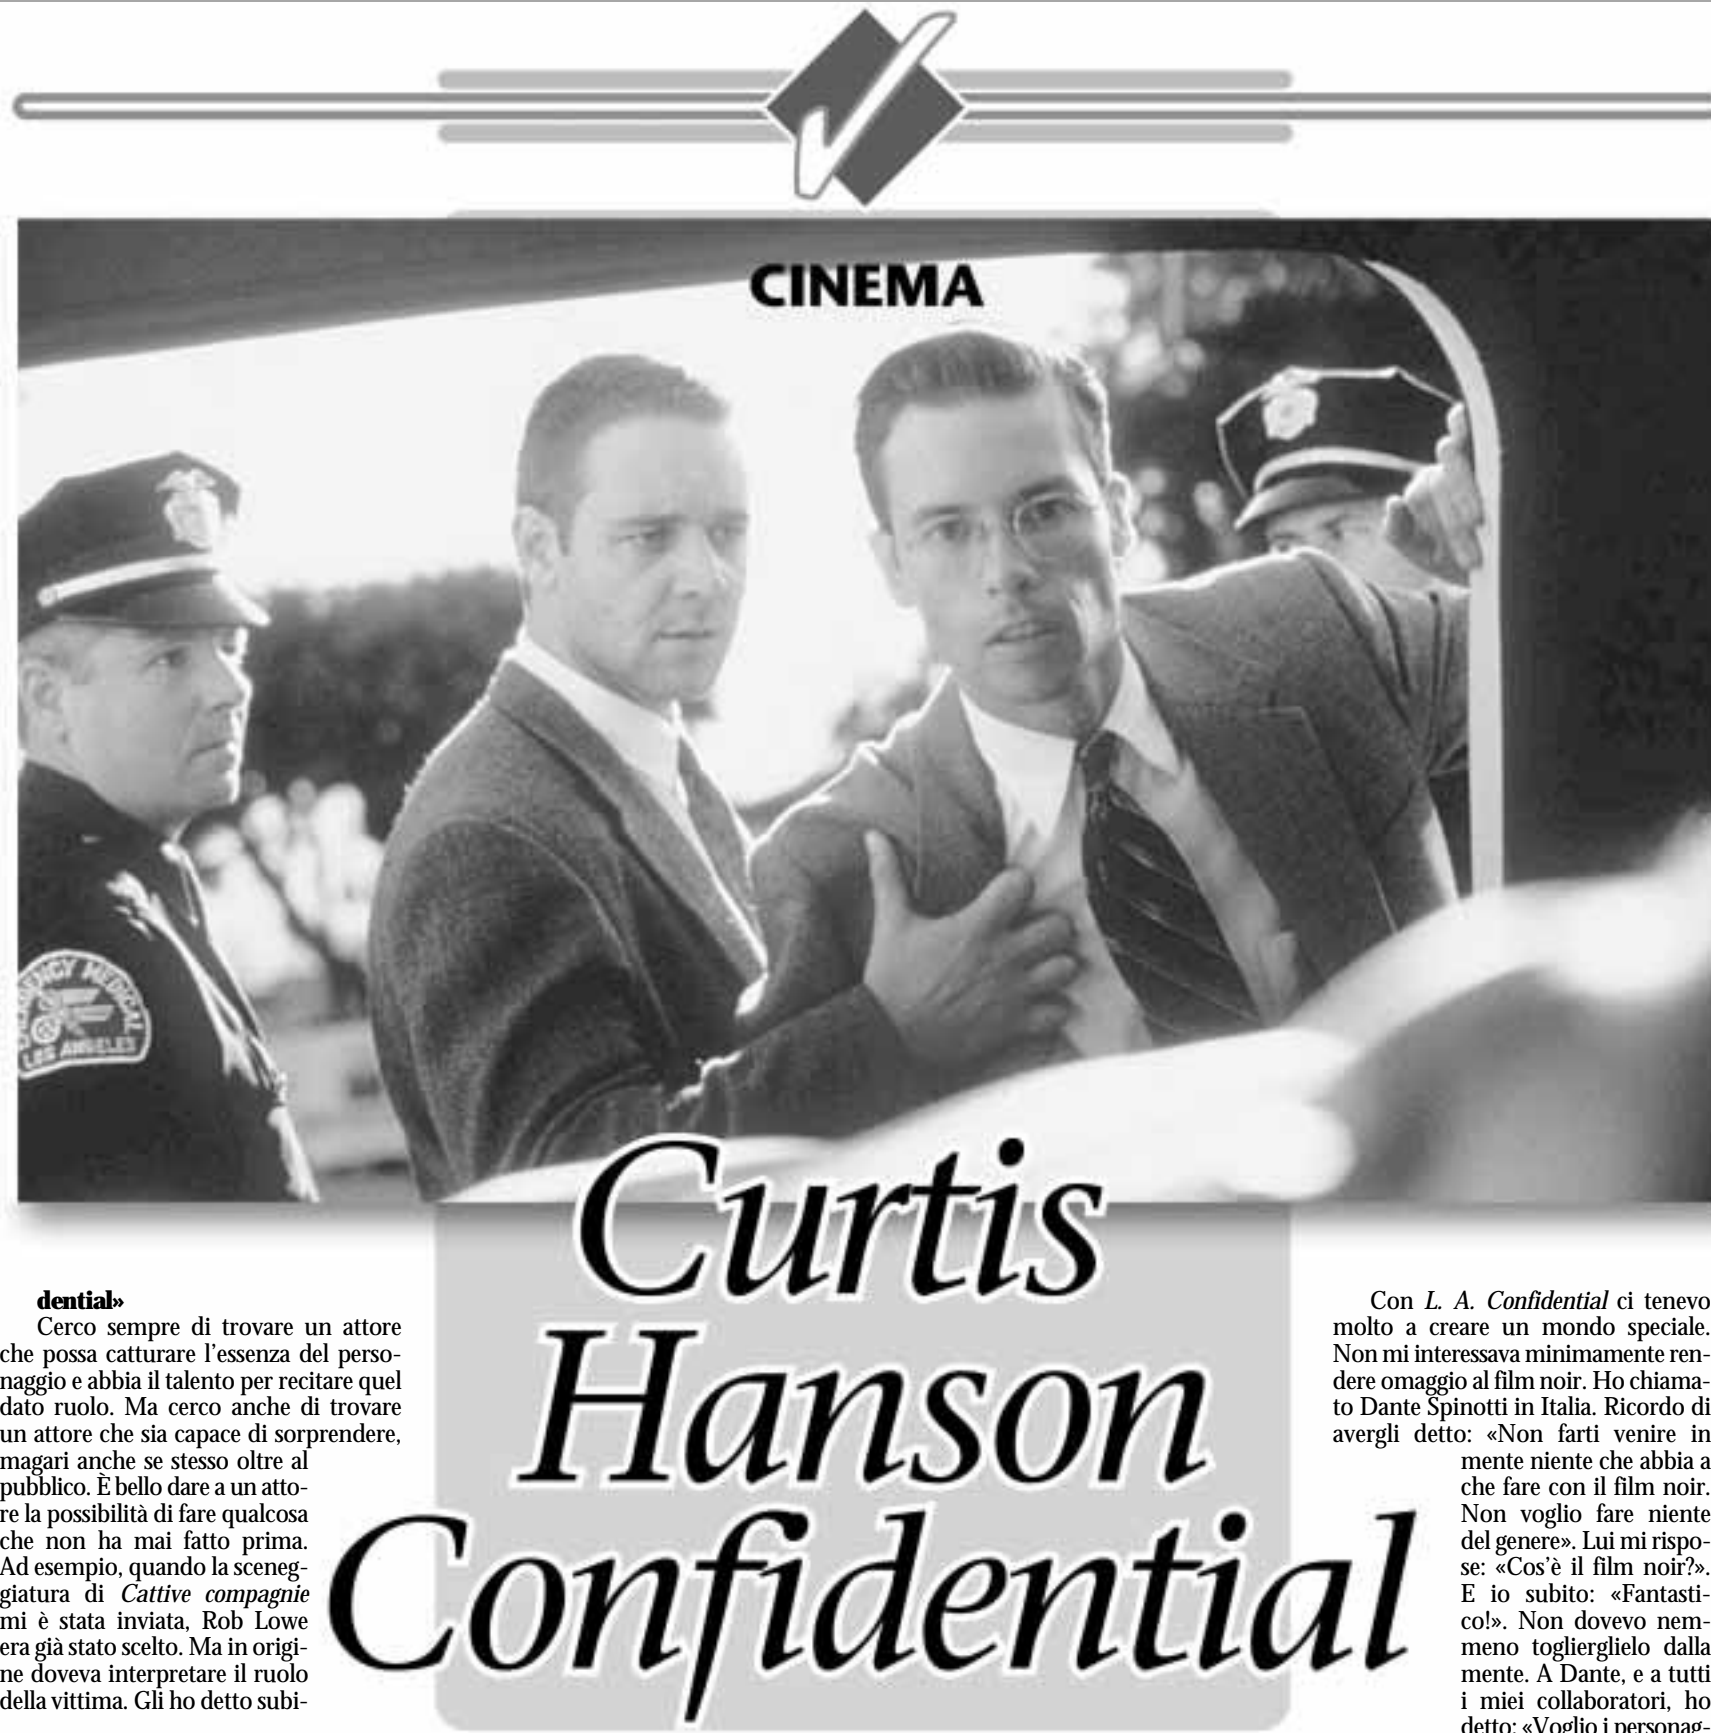 CINEMA
EMERGENCY MEDICAL
LOS ANGELES
Curtis
Hanson
Confidential
dential»
Cerco sempre di trovare un attore
che possa catturare l'essenza del perso-
naggio e abbia il talento per recitare quel
dato ruolo. Ma cerco anche di trovare
un attore che sia capace di sorprendere,
magari anche se stesso oltre al
pubblico. È bello dare a un atto-
re la possibilità di fare qualcosa
che non ha mai fatto prima.
Ad esempio, quando la sceneg-
giatura di Cattive compagnie
mi è stata inviata, Rob Lowe
era già stato scelto. Ma in origi-
ne doveva interpretare il ruolo
della vittima. Gli ho detto subi-
Con L. A. Confidential ci tenevo
molto a creare un mondo speciale.
Non mi interessava minimamente ren-
dere omaggio al film noir. Ho chiama-
to Dante Spinotti in Italia. Ricordo di
avergli detto: «Non farti venire in
mente niente che abbia a
che fare con il film noir.
Non voglio fare niente
del genere». Lui mi rispo-
se: «Cos'è il film noir?».
E io subito: «Fantasti-
co!». Non dovevo nem-
meno toglierglielo dalla
mente. A Dante, e a tutti
i miei collaboratori, ho
detto: «Voglio i personag-